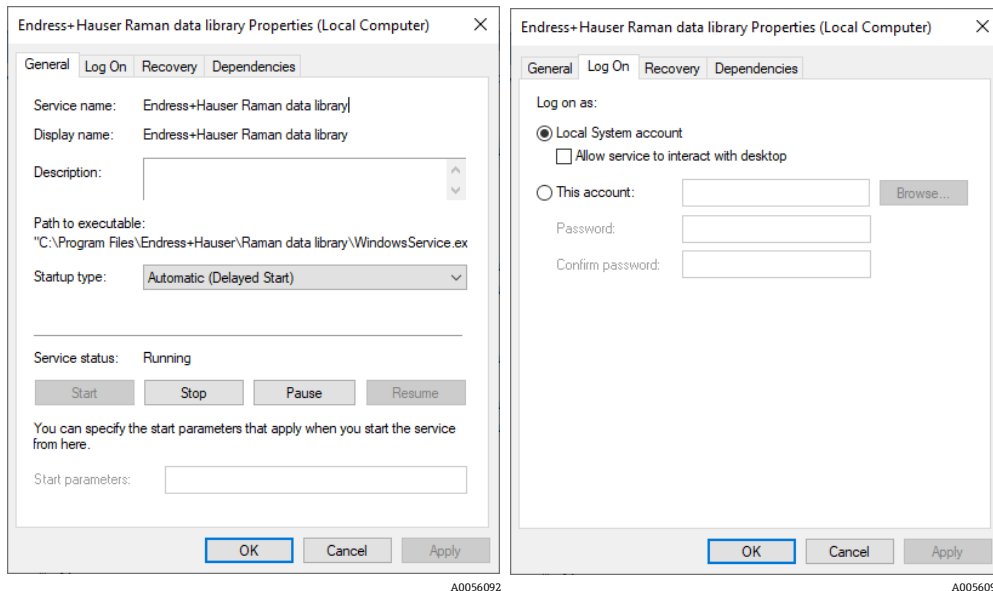 Endress+Hauser Raman data library Properties (Local Computer)
General Log On Recovery Dependencies
Service name: Endress+Hauser Raman data library
Display name: Endress+Hauser Raman data library
Description:
Path to executable:
"C:\Program Files\Endress+Hauser\Raman data library\WindowsService.ex
Startup type: Automatic (Delayed Start)
Service status: Running
Start Stop Pause Resume
You can specify the start parameters that apply when you start the service
from here.
Start parameters:
OK Cancel Apply
A0056092
Endress+Hauser Raman data library Properties (Local Computer)
General Log On Recovery Dependencies
Log on as:
Local System account
Allow service to interact with desktop
This account: Browse...
Password:
Confirm password:
OK Cancel Apply
A005609